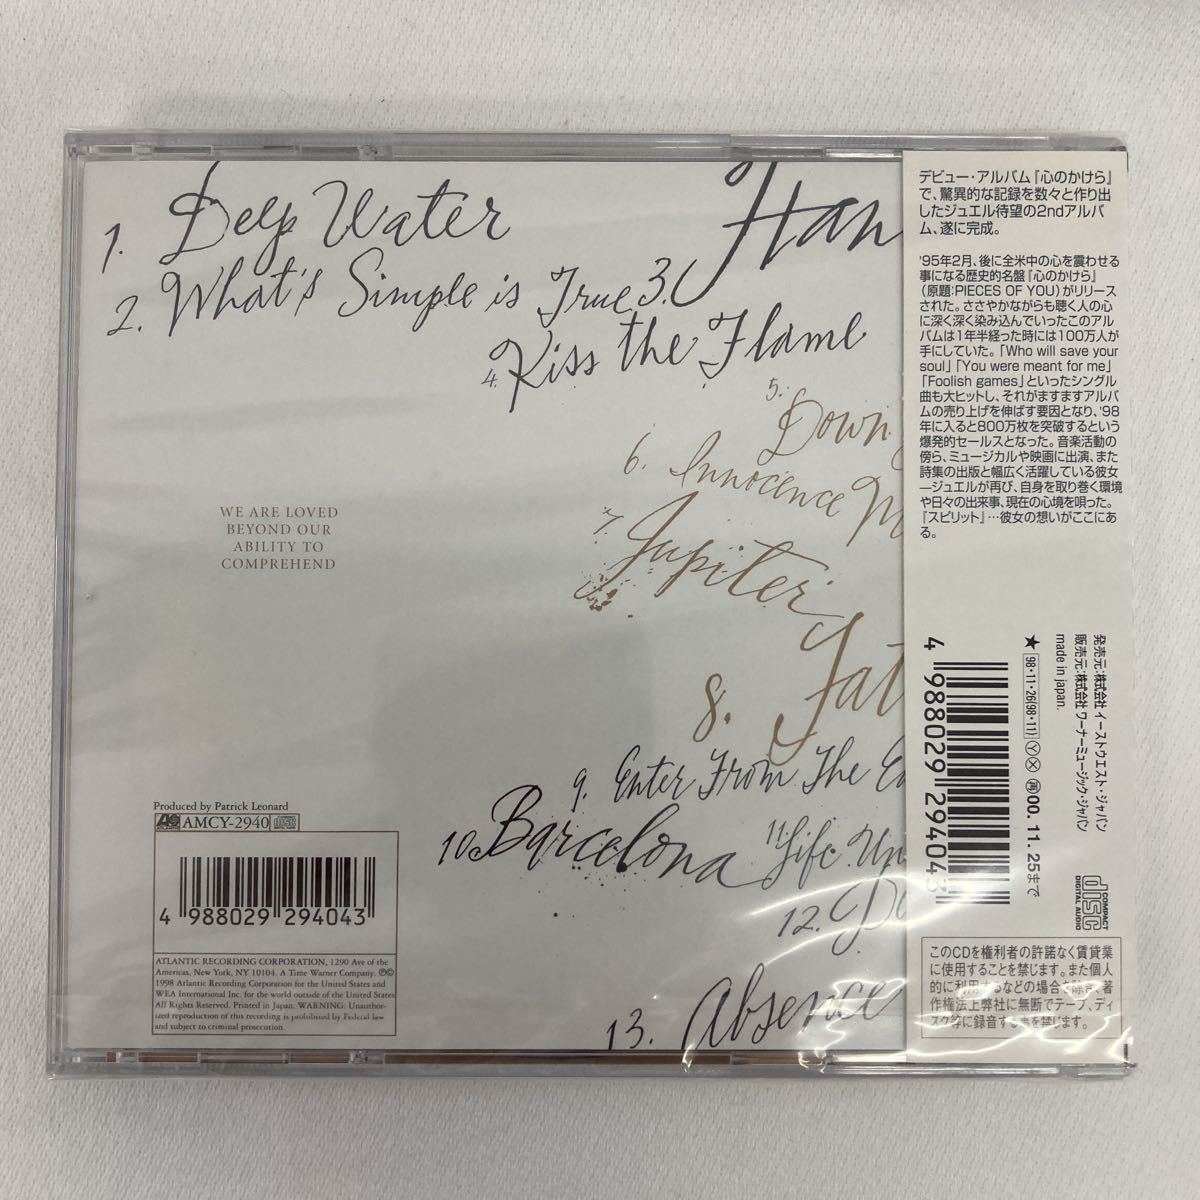 1. Deep Water
2. What's Simple is True
3. Han
4. Kiss the Flame
5. Down
6. Innocence M
7. Jupiter
8. Fat
9. Enter From The E
10. Barcelona
11. Life Un
12.
13. Absence
WE ARE LOVED
BEYOND OUR
ABILITY TO
COMPREHEND
Produced by Patrick Leonard
AMCY-2940
4 988029 294043
ATLANTIC RECORDING CORPORATION, 1290 Ave of the
Americas, New York, NY 10104. A Time Warner Company. ℗©
1998 Atlantic Recording Corporation for the United States and
WEA International Inc. for the world outside of the United States
All Rights Reserved. Printed in Japan. WARNING: Unauthor-
ized reproduction of this recording is prohibited by Federal law
and subject to criminal prosecution.
デビュー・アルバム『心のかけら』
で、驚異的な記録を数々と作り出
したジュエル待望の2ndアルバ
ム、遂に完成。
'95年2月、後に全米中の心を震わせる
事になる歴史的名盤『心のかけら』
(原題:PIECES OF YOU)がリリース
された。ささやかながらも聴く人の心
に深く深く染み込んでいったこのアル
バムは1年半経った時には100万人が
手にしていた。「Who will save your
soul」「You were meant for me」
「Foolish games」といったシングル
曲も大ヒットし、それがますますアルバ
ムの売り上げを伸ばす要因となり、'98
年に入ると800万枚を突破するという
爆発的セールスとなった。音楽活動の
傍ら、ミュージカルや映画に出演、また
詩集の出版と幅広く活躍している彼女
―ジュエルが再び、自身を取り巻く環境
や日々の出来事、現在の心境を唄った。
『スピリット』…彼女の想いがここにあ
る。
発売元:株式会社 イーストウエスト・ジャパン
販売元:株式会社 ワーナーミュージック・ジャパン
made in japan.
★ 98・11・26(98・11) Ⓨ Ⓧ 再 00. 11. 25まで
4 988029 294043
COMPACT disc DIGITAL AUDIO
このCDを権利者の許諾なく賃貸業
に使用することを禁じます。また個人
的に利用するなどの場合を除き、著
作権法上弊社に無断でテープ、ディ
スク等に録音する事を禁じます。